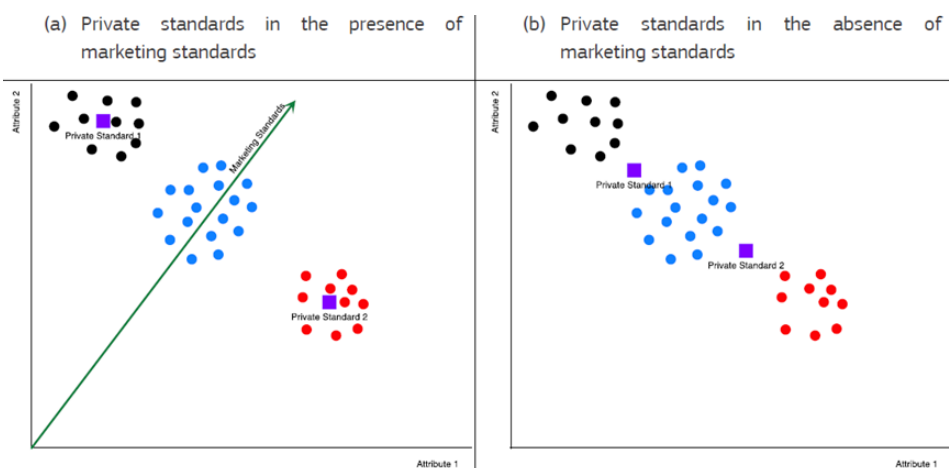 (a) Private standards in the presence of
marketing standards
Attribute 2
Private Standard 1
Marketing Standards
Private Standard 2
Attribute 1
(b) Private standards in the absence of
marketing standards
Attribute 2
Private Standard 1
Private Standard 2
Attribute 1